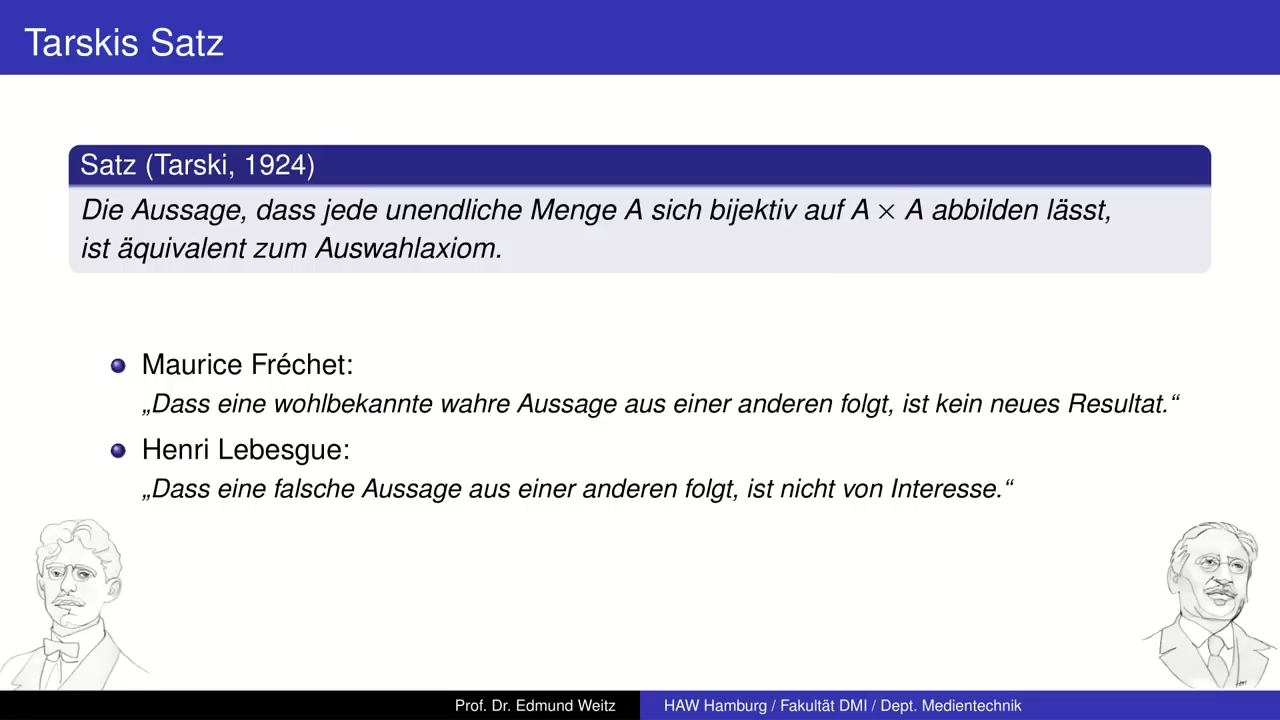 Tarskis Satz
Satz (Tarski, 1924)
Die Aussage, dass jede unendliche Menge A sich bijektiv auf A × A abbilden lässt,
ist äquivalent zum Auswahlaxiom.
Maurice Fréchet:
„Dass eine wohlbekannte wahre Aussage aus einer anderen folgt, ist kein neues Resultat.“
Henri Lebesgue:
„Dass eine falsche Aussage aus einer anderen folgt, ist nicht von Interesse.“
Prof. Dr. Edmund Weitz
HAW Hamburg / Fakultät DMI / Dept. Medientechnik